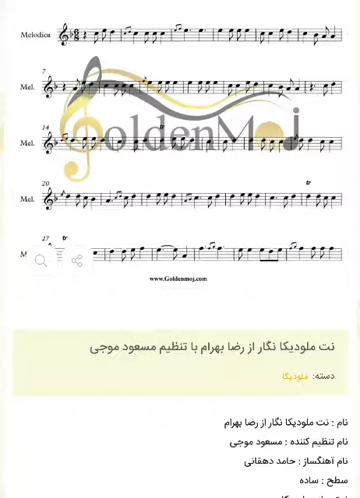 Melodica
7
Mel.
14
Mel.
GoldenMoj
20
Mel.
tr
27
tr
M
www.Goldenmoj.com
نت ملودیکا نگار از رضا بهرام با تنظیم مسعود موجی
دسته: ملودیکا
نام : نت ملودیکا نگار از رضا بهرام
نام تنظیم کننده : مسعود موجی
نام آهنگساز : حامد دهقانی
سطح : ساده